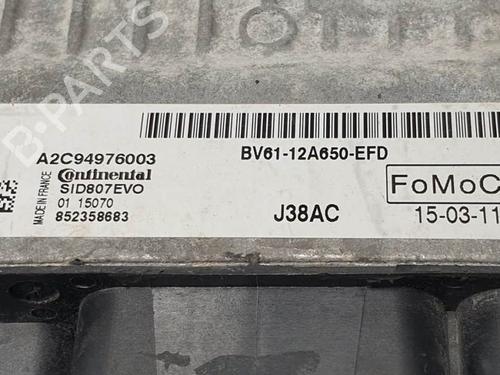 B-PARTS
A2C94976003
Continental
SID807EVO
01 15070
852358683
MADE IN FRANCE
BV61-12A650-EFD
J38AC
FoMoC
15-03-11